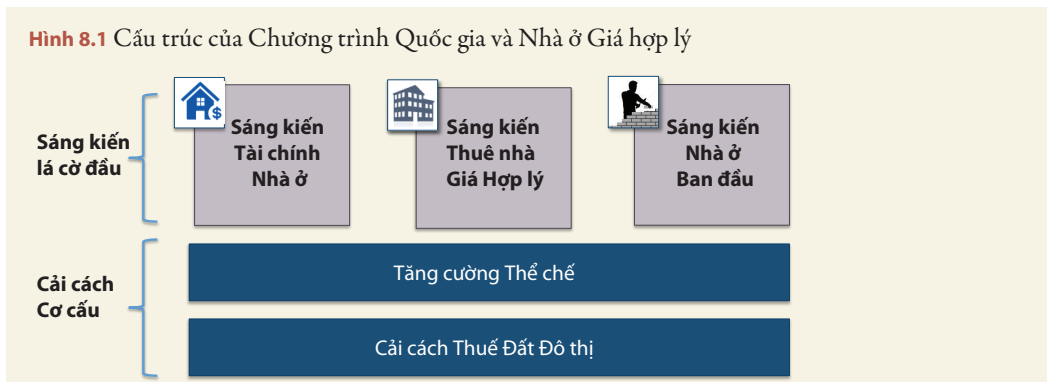 Hình 8.1 Cấu trúc của Chương trình Quốc gia và Nhà ở Giá hợp lý
Sáng kiến
lá cờ đầu
Sáng kiến
Tài chính
Nhà ở
$
Sáng kiến
Thuê nhà
Giá Hợp lý
Sáng kiến
Nhà ở
Ban đầu
Cải cách
Cơ cấu
Tăng cường Thể chế
Cải cách Thuế Đất Đô thị